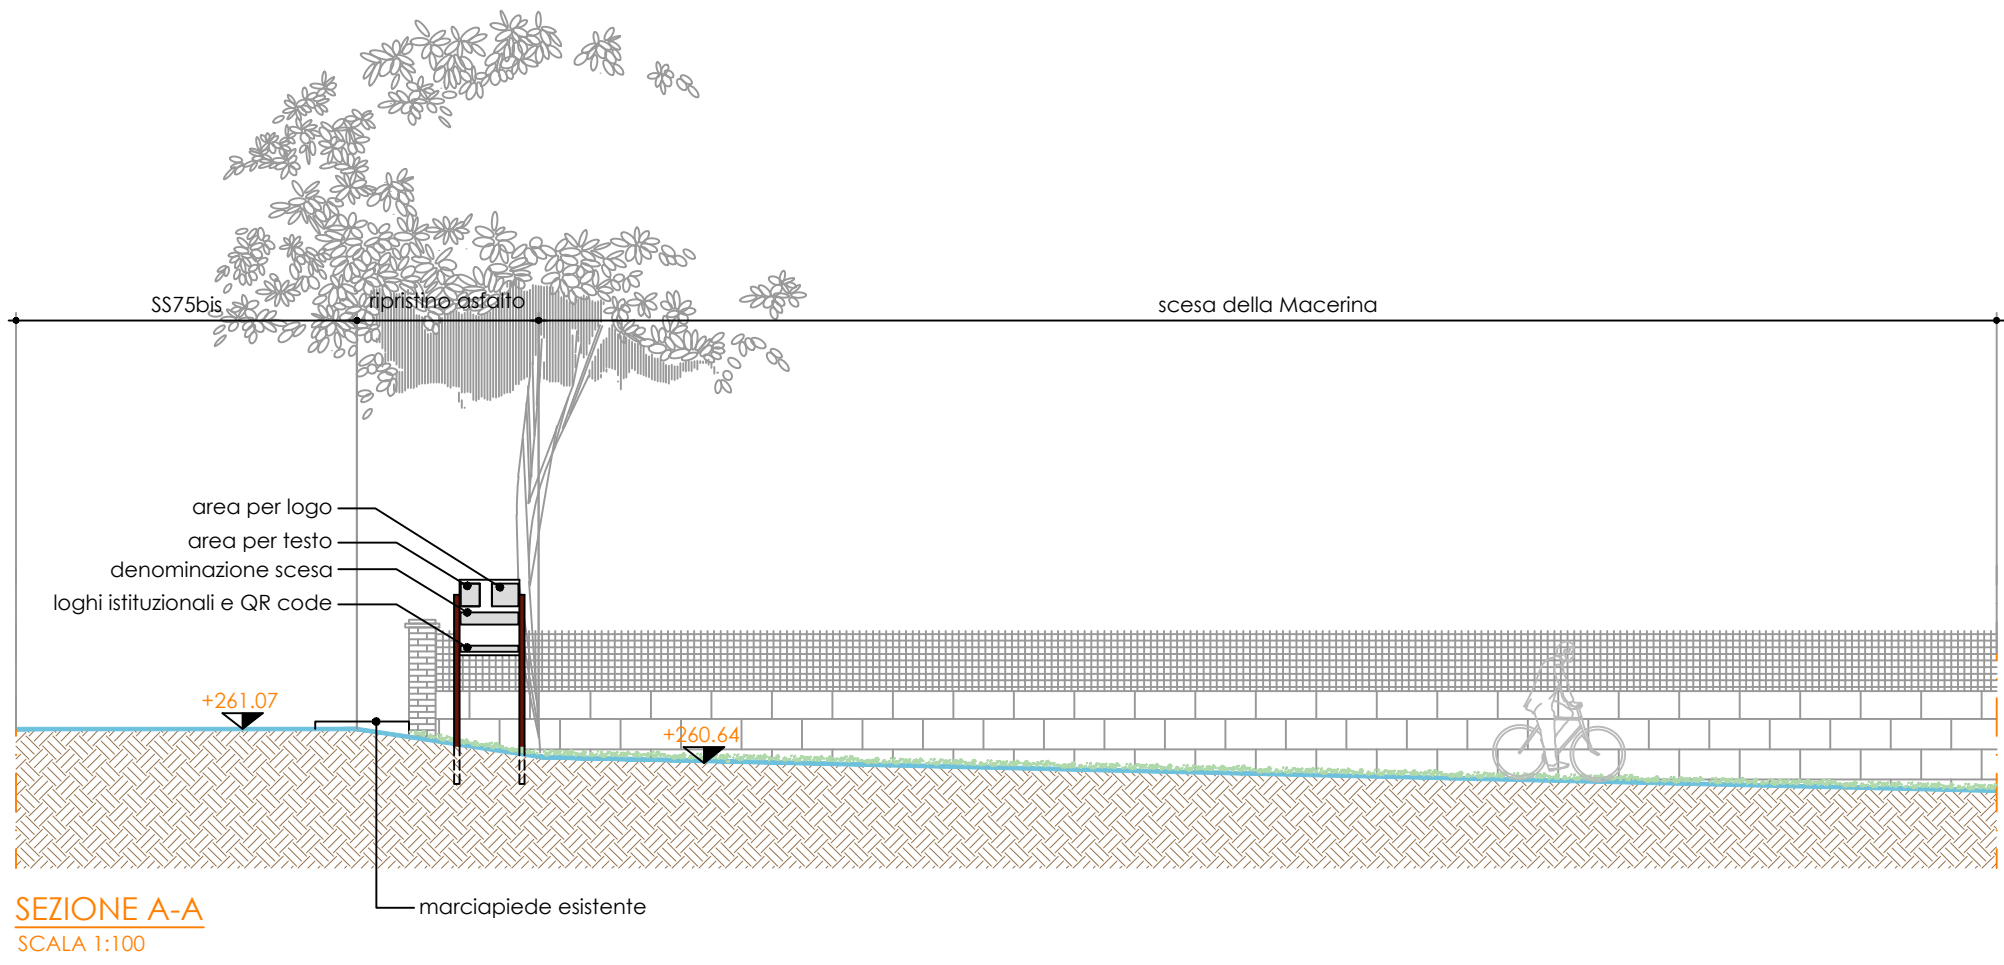 SS75bis
ripristino asfalto
scesa della Macerina
area per logo
area per testo
denominazione scesa
loghi istituzionali e QR code
+261.07
+260.64
marciapiede esistente
SEZIONE A-A
SCALA 1:100